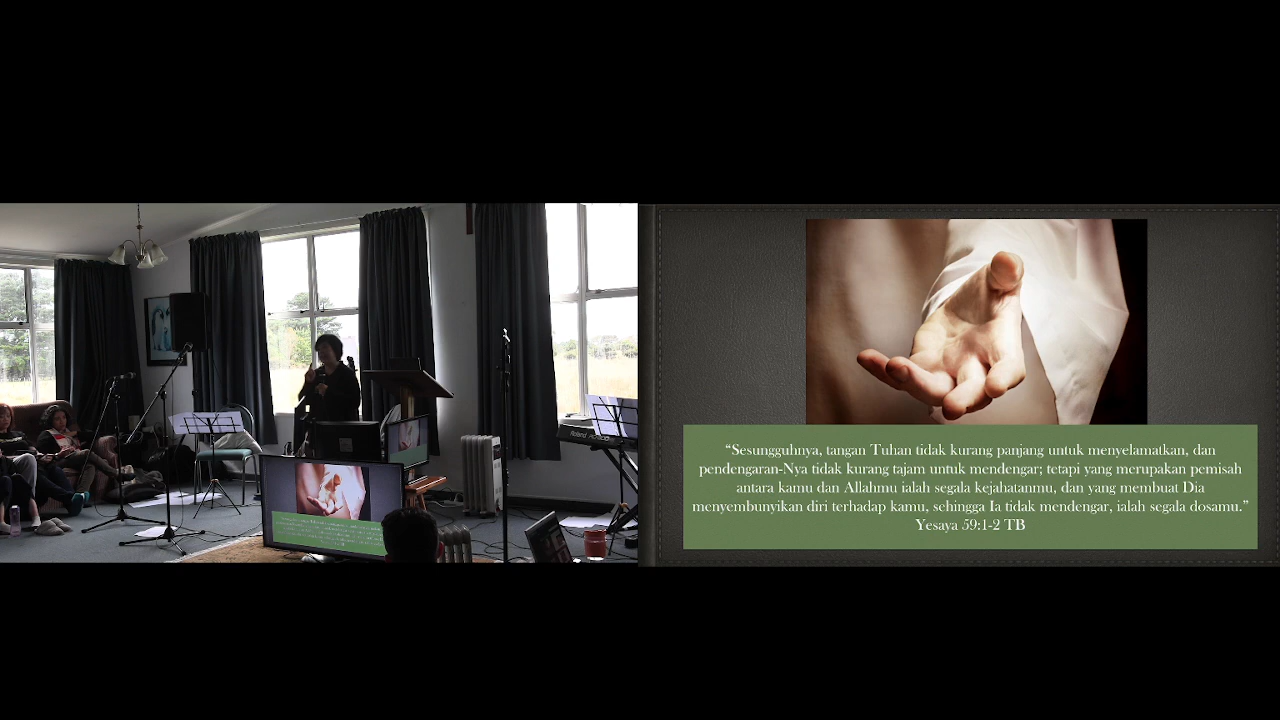 “Sesungguhnya, tangan Tuhan tidak kurang panjang untuk menyelamatkan, dan
pendengaran-Nya tidak kurang tajam untuk mendengar; tetapi yang merupakan pemisah
antara kamu dan Allahmu ialah segala kejahatanmu, dan yang membuat Dia
menyembunyikan diri terhadap kamu, sehingga Ia tidak mendengar, ialah segala dosamu.”
Yesaya 59:1-2 TB
Roland